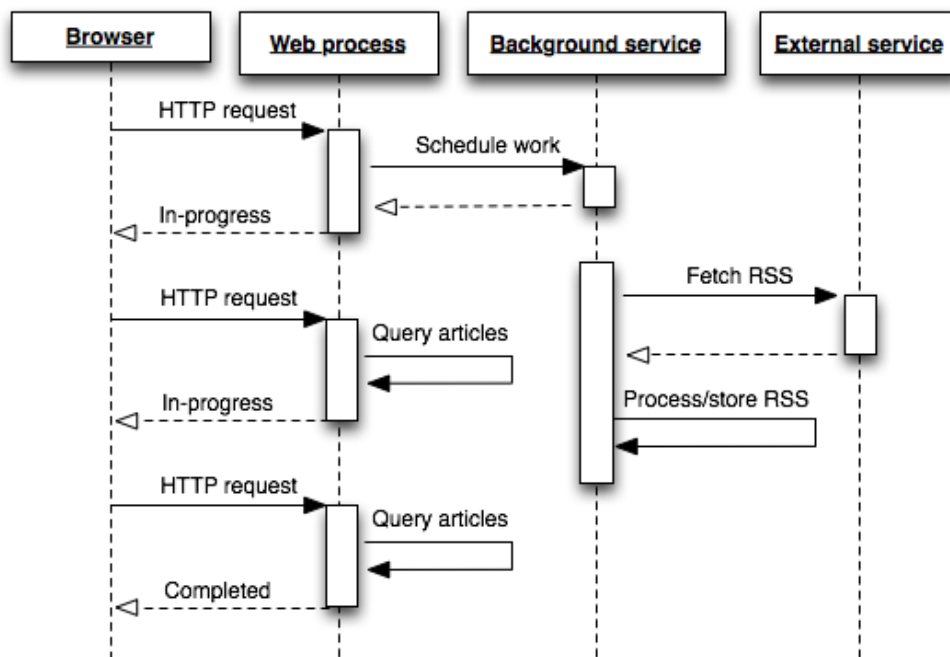 Browser
Web process
Background service
External service
HTTP request
Schedule work
In-progress
Fetch RSS
HTTP request
Query articles
Process/store RSS
In-progress
HTTP request
Query articles
Completed